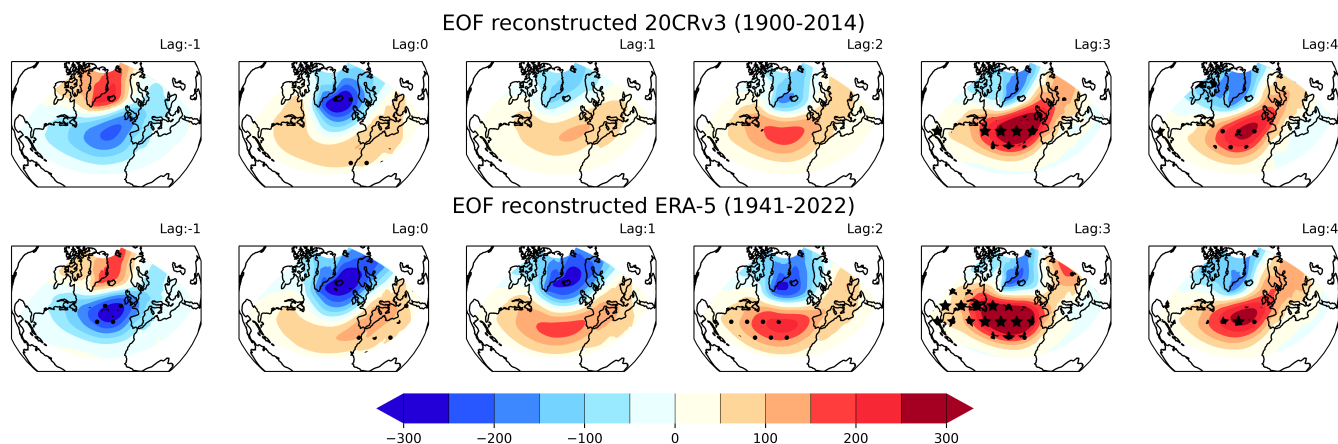 EOF reconstructed 20CRv3 (1900-2014)
Lag:-1 Lag:0 Lag:1 Lag:2 Lag:3 Lag:4
EOF reconstructed ERA-5 (1941-2022)
Lag:-1 Lag:0 Lag:1 Lag:2 Lag:3 Lag:4
−300 −200 −100 0 100 200 300